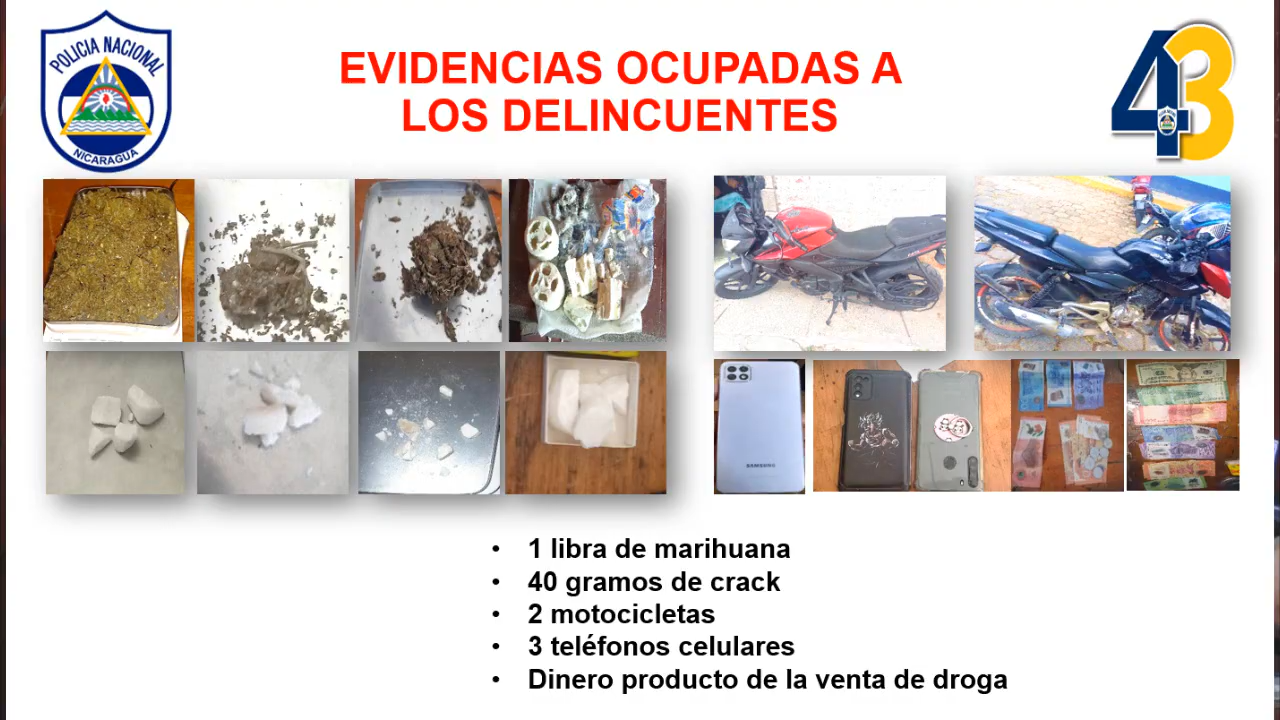 POLICIA NACIONAL
NICARAGUA
EVIDENCIAS OCUPADAS A
LOS DELINCUENTES
43
SAMSUNG
• 1 libra de marihuana
• 40 gramos de crack
• 2 motocicletas
• 3 teléfonos celulares
• Dinero producto de la venta de droga